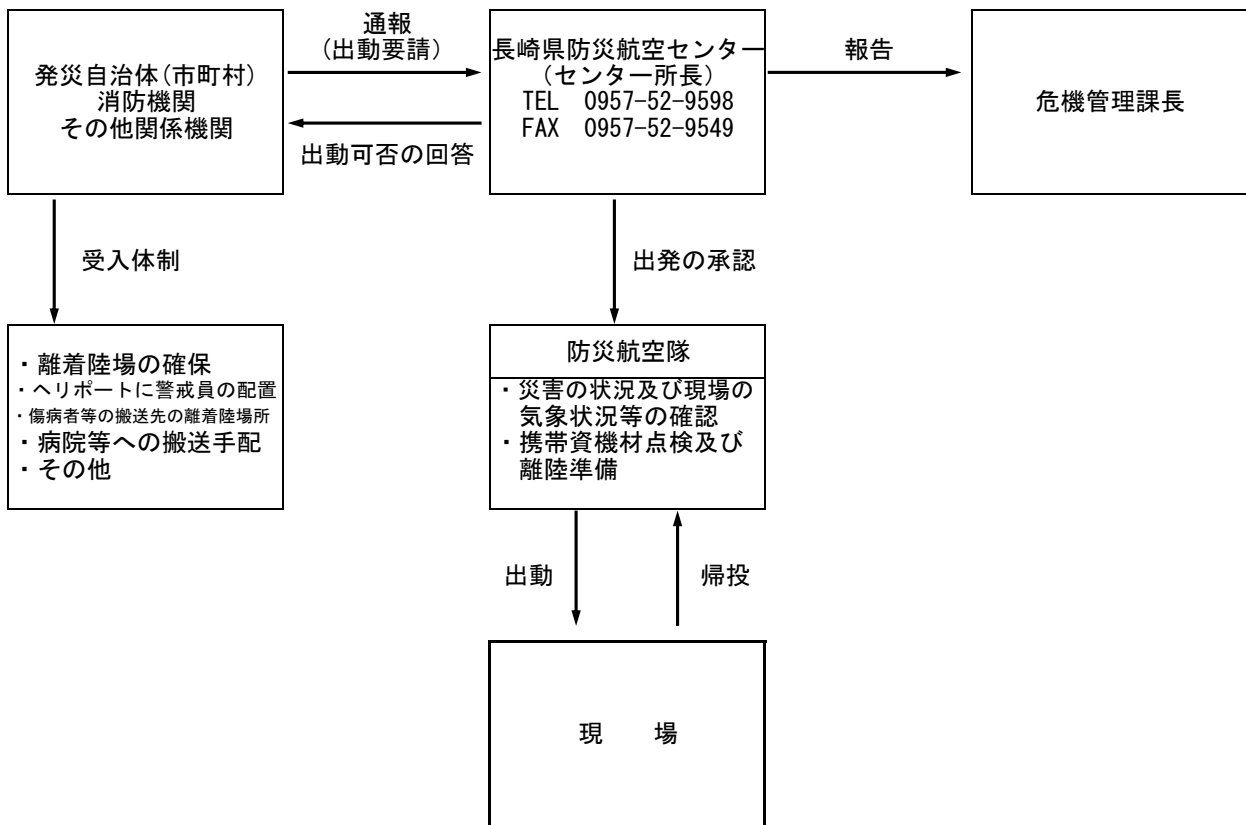 発災自治体(市町村)
消防機関
その他関係機関
通報
(出動要請)
出動可否の回答
長崎県防災航空センター
(センター所長)
TEL 0957-52-9598
FAX 0957-52-9549
報告
危機管理課長
受入体制
出発の承認
・離着陸場の確保
・ヘリポートに警戒員の配置
・傷病者等の搬送先の離着陸場所
・病院等への搬送手配
・その他
防災航空隊
・災害の状況及び現場の
気象状況等の確認
・携帯資機材点検及び
離陸準備
出動
帰投
現　　場